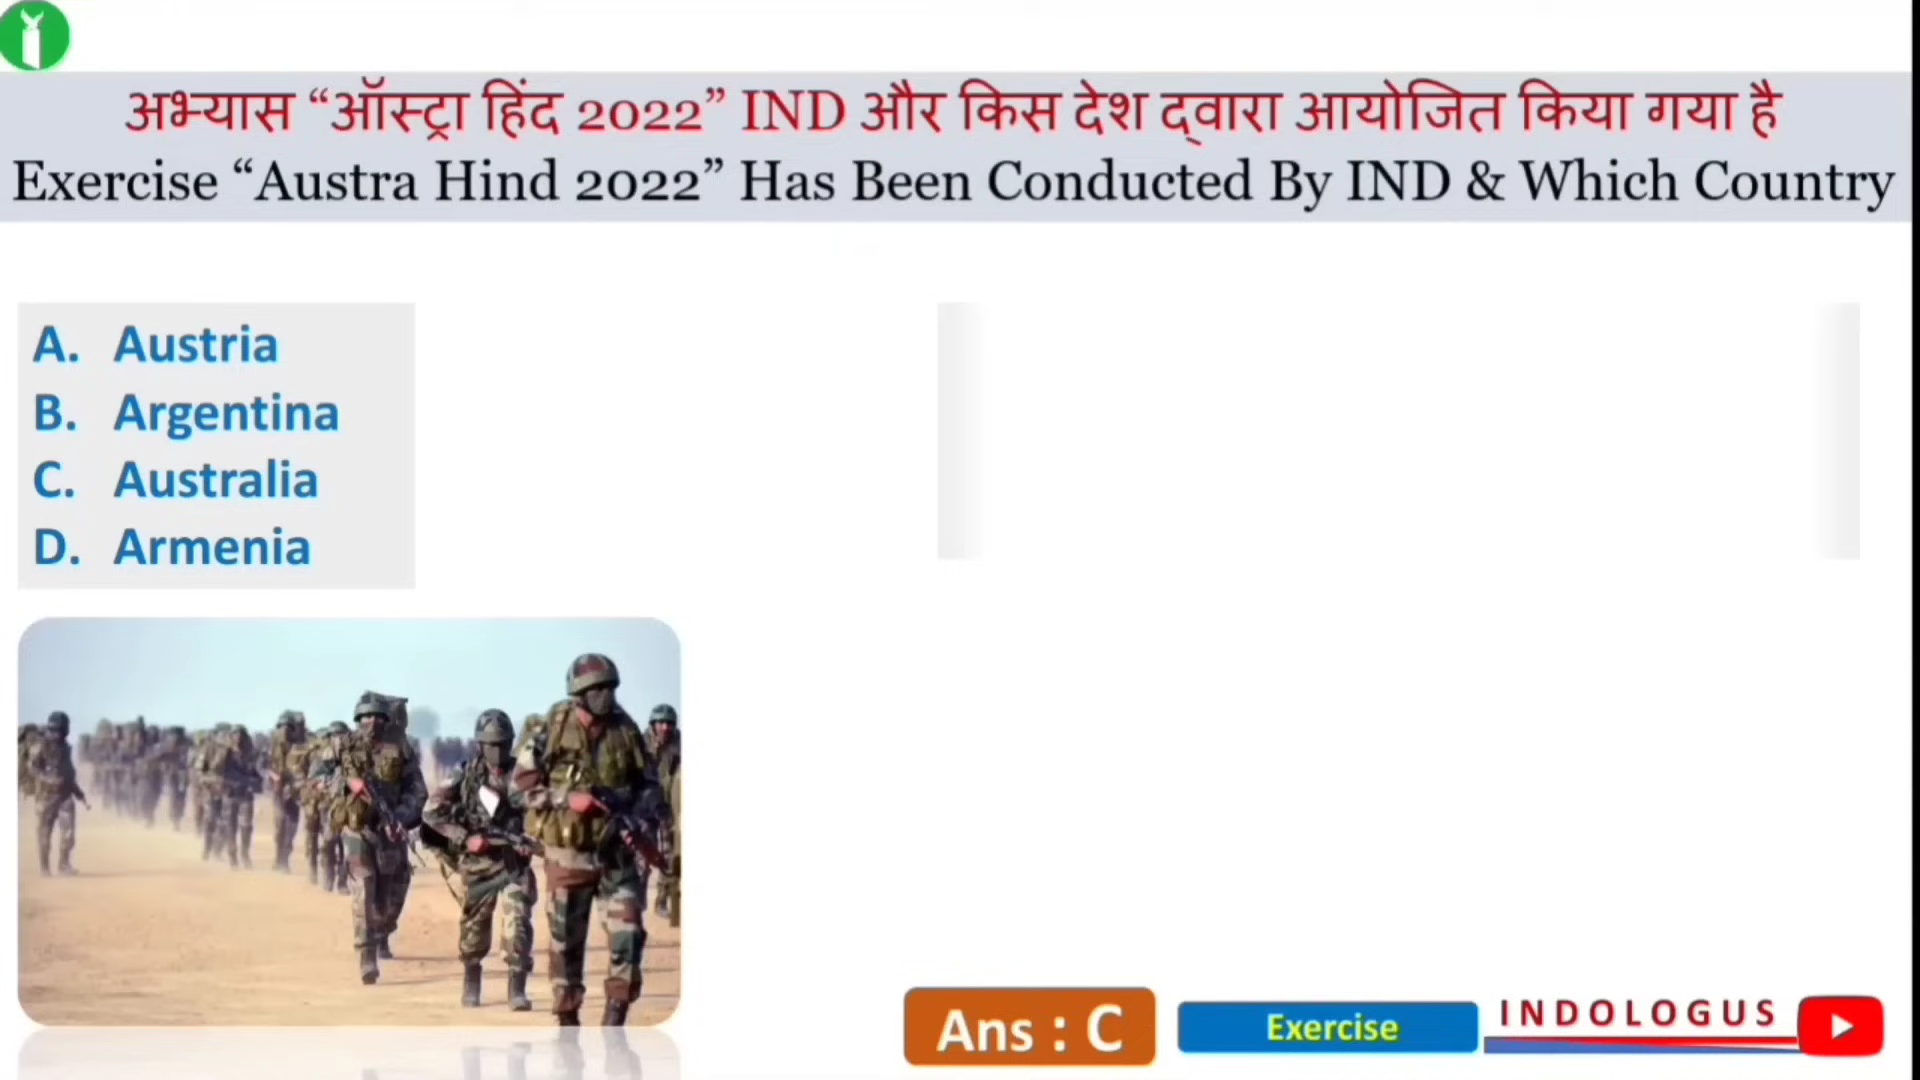 अभ्यास “ऑस्ट्रा हिंद 2022” IND और किस देश द्वारा आयोजित किया गया है
Exercise “Austra Hind 2022” Has Been Conducted By IND & Which Country
A. Austria
B. Argentina
C. Australia
D. Armenia
Ans : C
Exercise
INDOLOGUS